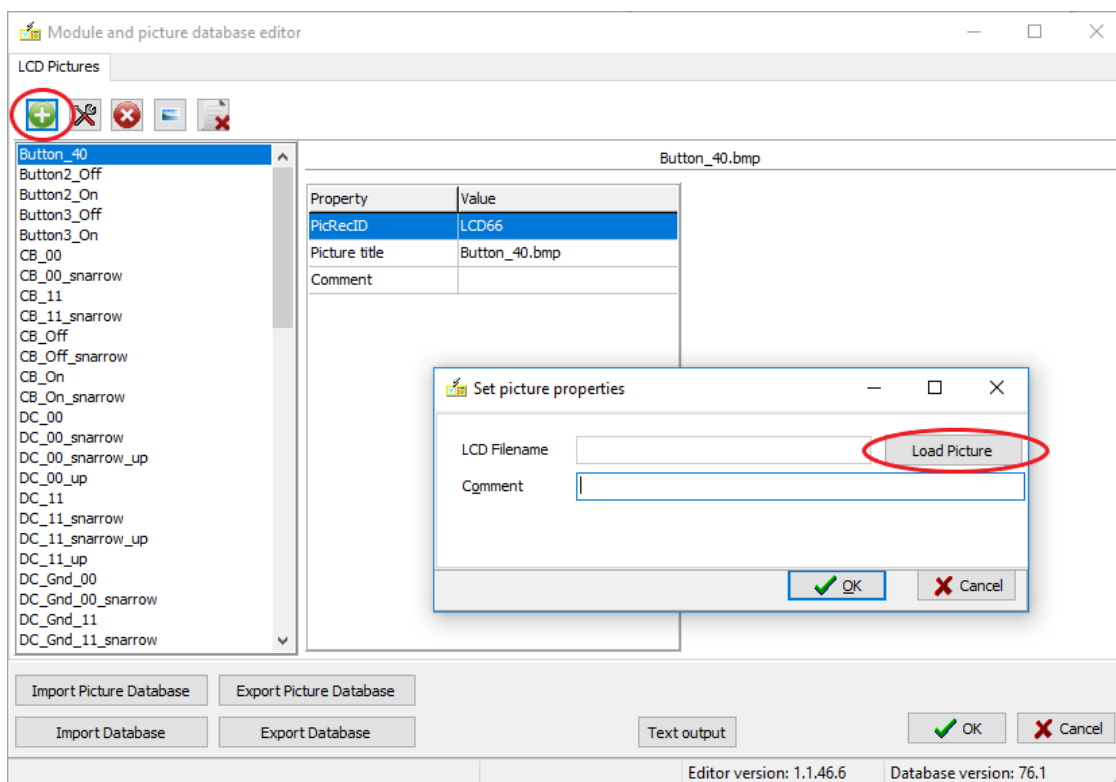 Module and picture database editor
LCD Pictures
Button_40
Button2_Off
Button2_On
Button3_Off
Button3_On
CB_00
CB_00_snarrow
CB_11
CB_11_snarrow
CB_Off
CB_Off_snarrow
CB_On
CB_On_snarrow
DC_00
DC_00_snarrow
DC_00_snarrow_up
DC_00_up
DC_11
DC_11_snarrow
DC_11_snarrow_up
DC_11_up
DC_Gnd_00
DC_Gnd_00_snarrow
DC_Gnd_11
DC_Gnd_11_snarrow
Button_40.bmp
Property Value
PicRecID LCD66
Picture title Button_40.bmp
Comment
Set picture properties
LCD Filename Load Picture
Comment
OK Cancel
Import Picture Database Export Picture Database
Import Database Export Database Text output OK Cancel
Editor version: 1.1.46.6 Database version: 76.1